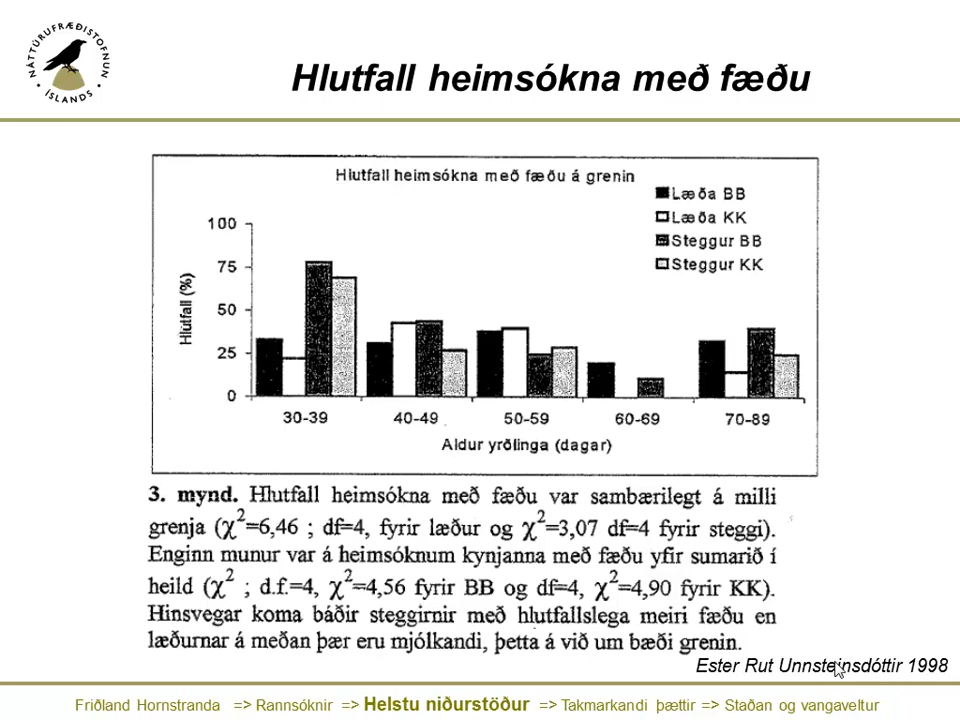 NÁTTÚRUFRÆÐISTOFNUN
• ÍSLANDS •
Hlutfall heimsókna með fæðu
Hlutfall heimsókna með fæðu á grenin
Læða BB
Læða KK
Steggur BB
Steggur KK
Hlutfall (%)
100
75
50
25
0
30-39 40-49 50-59 60-69 70-89
Aldur yrðlinga (dagar)
3. mynd. Hlutfall heimsókna með fæðu var sambærilegt á milli
grenja (χ²=6,46 ; df=4, fyrir læður og χ²=3,07 df=4 fyrir steggi).
Enginn munur var á heimsóknum kynjanna með fæðu yfir sumarið í
heild (χ² ; d.f.=4, χ²=4,56 fyrir BB og df=4, χ²=4,90 fyrir KK).
Hinsvegar koma báðir steggirnir með hlutfallslega meiri fæðu en
læðurnar á meðan þær eru mjólkandi, þetta á við um bæði grenin.
Ester Rut Unnsteinsdóttir 1998
Friðland Hornstranda => Rannsóknir => Helstu niðurstöður => Takmarkandi þættir => Staðan og vangaveltur